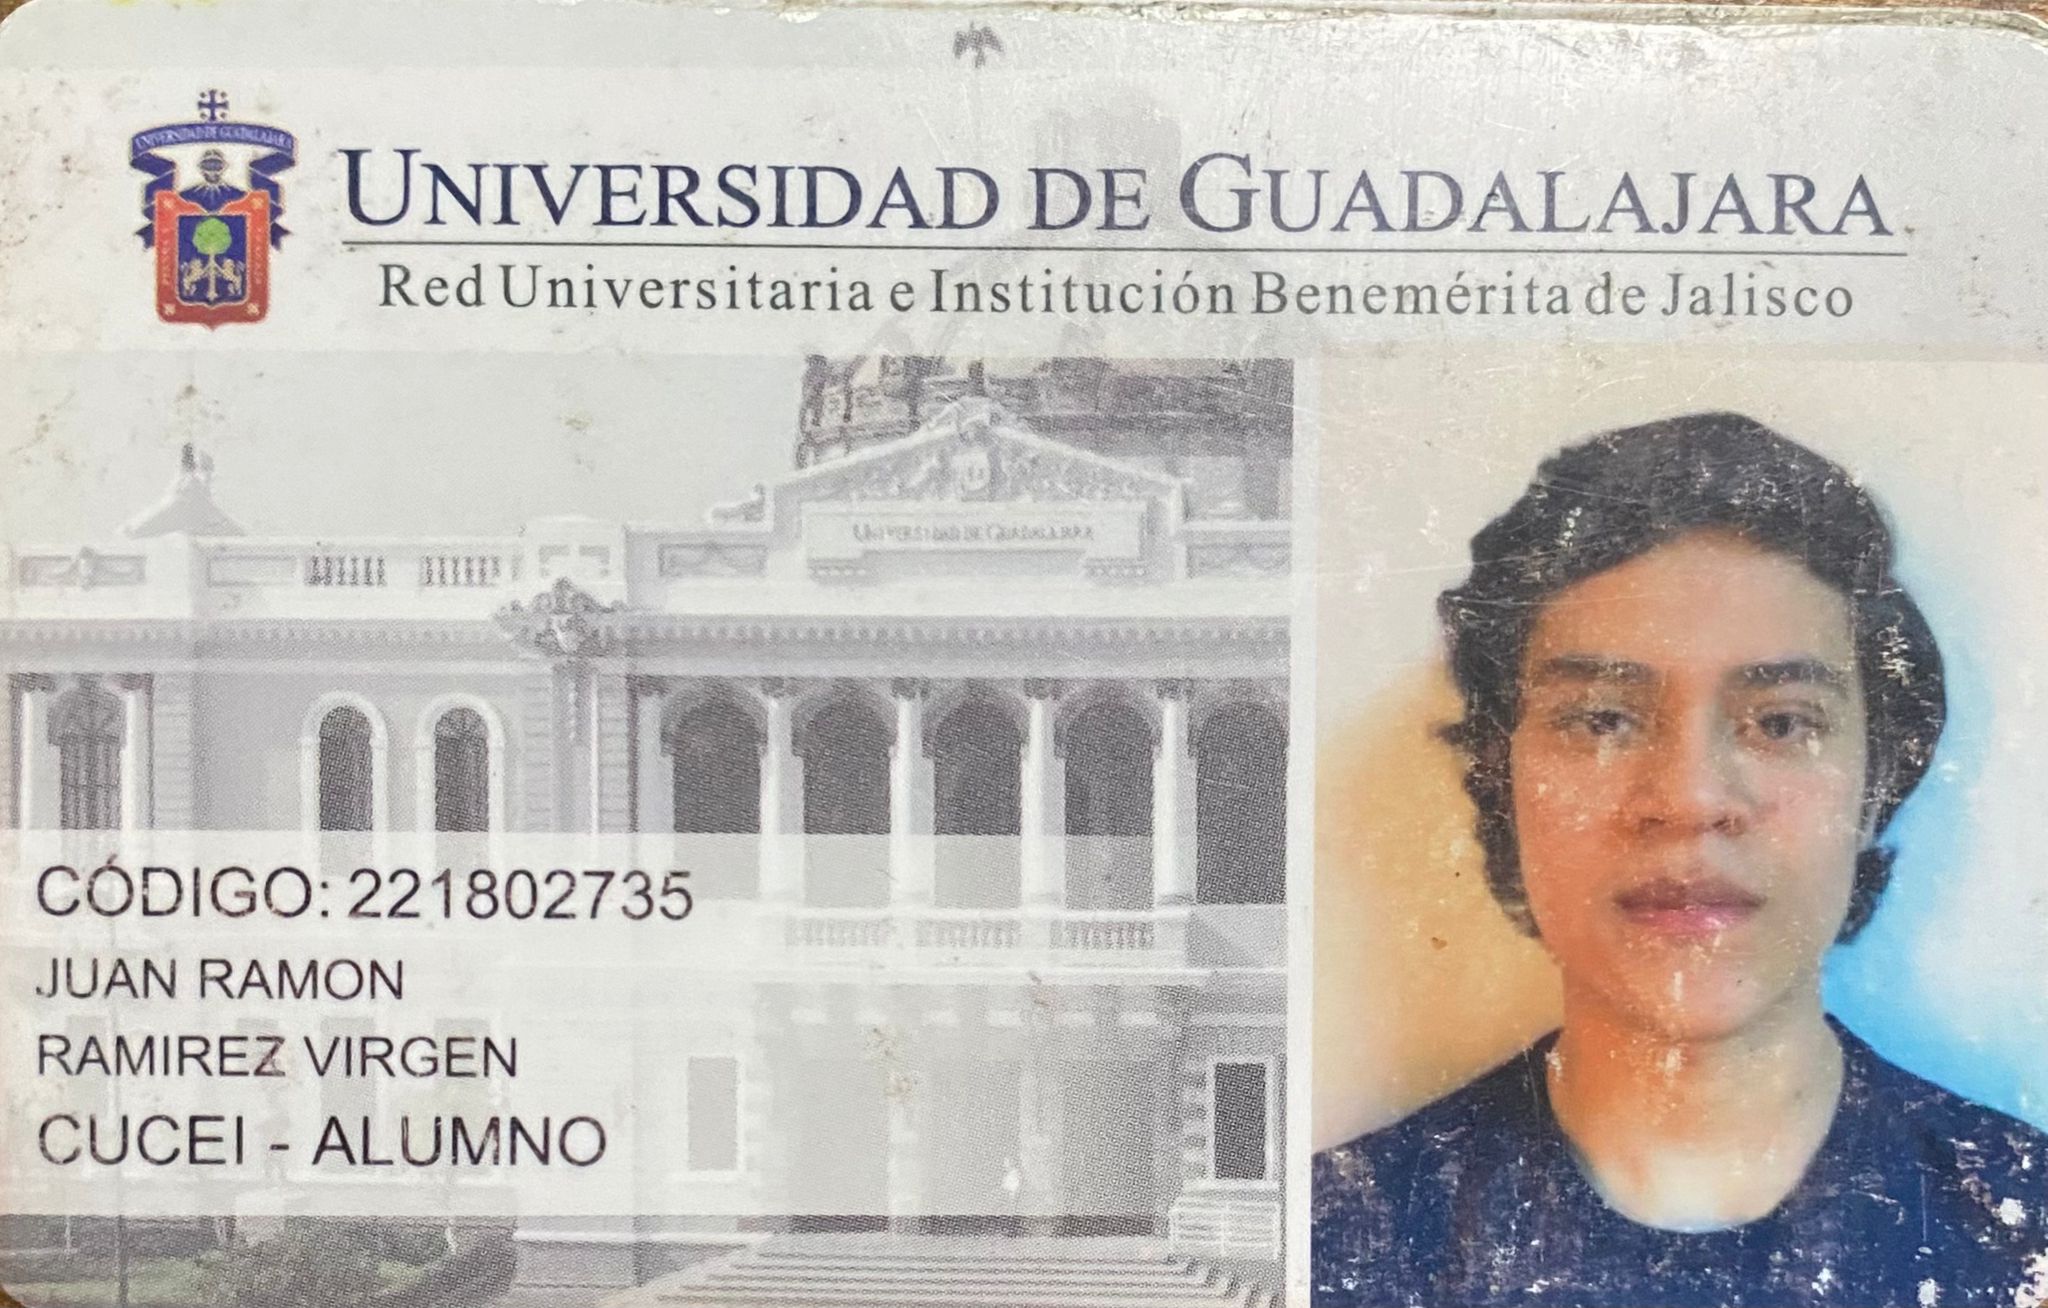 UNIVERSIDAD DE GUADALAJARA
UNIVERSIDAD DE GUADALAJARA
Red Universitaria e Institución Benemérita de Jalisco
UNIVERSIDAD DE GUADALAJARA
CÓDIGO: 221802735
JUAN RAMON
RAMIREZ VIRGEN
CUCEI - ALUMNO